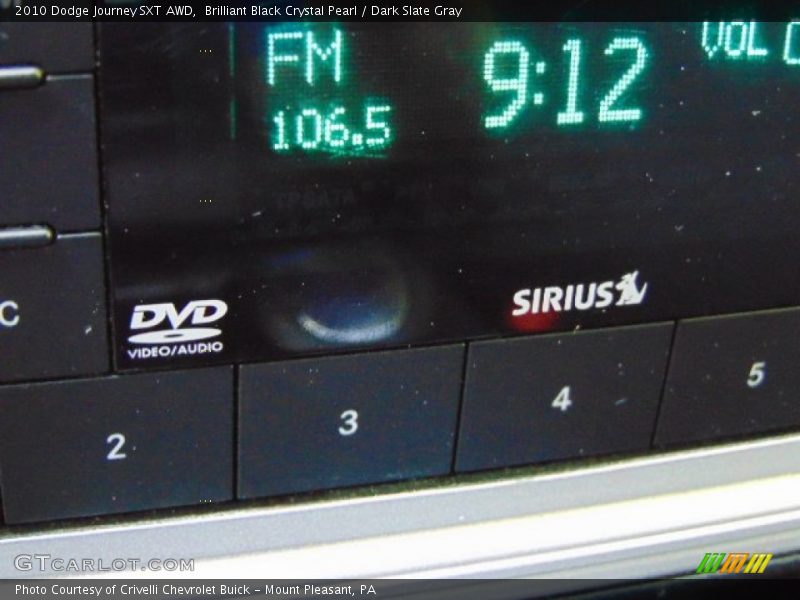 2010 Dodge Journey SXT AWD,  Brilliant Black Crystal Pearl / Dark Slate Gray
FM
9:12
VOL
106.5
C
DVD
VIDEO/AUDIO
SIRIUS
2
3
4
5
GTCARLOT.COM
Photo Courtesy of Crivelli Chevrolet Buick - Mount Pleasant, PA